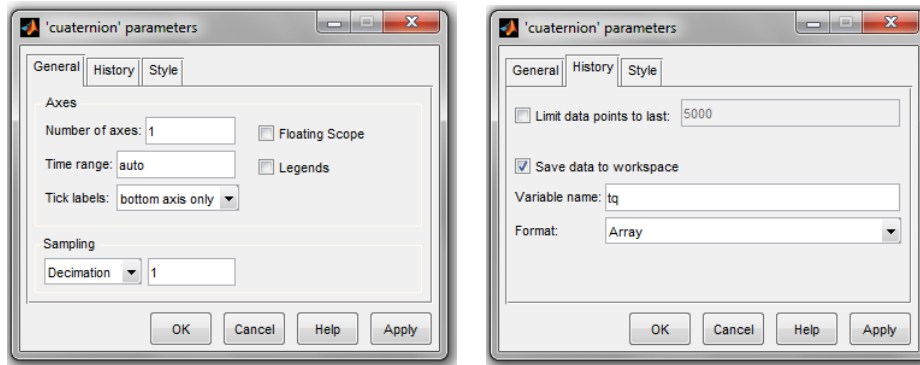 'cuaternion' parameters
General History Style
Axes
Number of axes: 1
Floating Scope
Time range: auto
Legends
Tick labels: bottom axis only
Sampling
Decimation 1
OK Cancel Help Apply
'cuaternion' parameters
General History Style
Limit data points to last: 5000
Save data to workspace
Variable name: tq
Format: Array
OK Cancel Help Apply